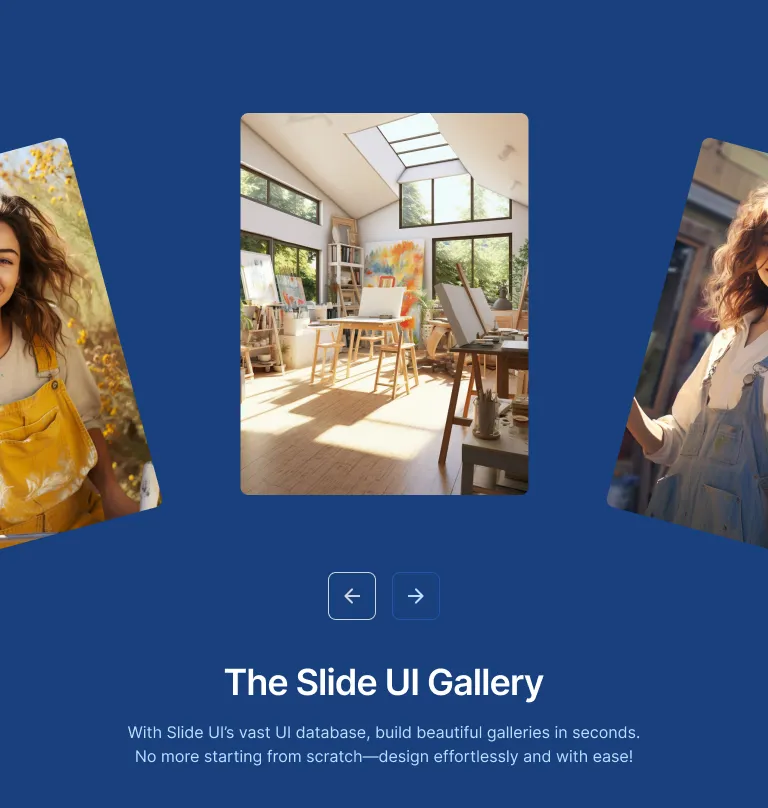 The Slide UI Gallery
With Slide UI’s vast UI database, build beautiful galleries in seconds.
No more starting from scratch—design effortlessly and with ease!